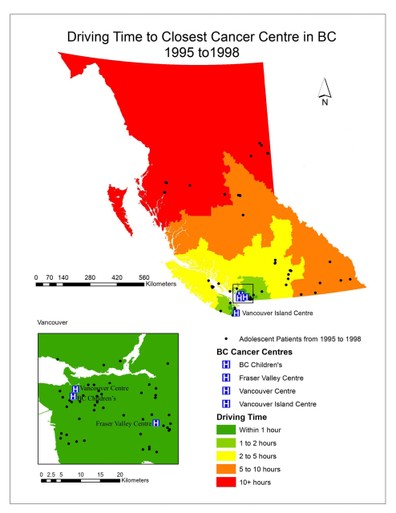 Driving Time to Closest Cancer Centre in BC
1995 to1998
N
0 70 140 280 420 560
Kilometers
Vancouver Island Centre
Vancouver
Adolescent Patients from 1995 to 1998
BC Cancer Centres
BC Children's
Fraser Valley Centre
Vancouver Centre
Vancouver Island Centre
Driving Time
Within 1 hour
1 to 2 hours
2 to 5 hours
5 to 10 hours
10+ hours
Vancouver Centre
BC Children's
Fraser Valley Centre
0 2.5 5 10 15 20
Kilometers